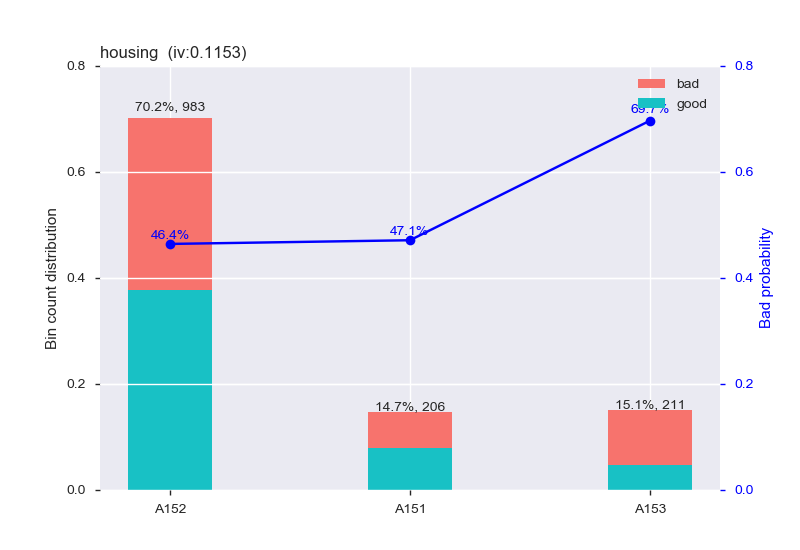 housing (iv:0.1153)
0.8
0.6
0.4
0.2
0.0
Bin count distribution
70.2%, 983
14.7%, 206
15.1%, 211
46.4%
47.1%
69.7%
bad
good
0.8
0.6
0.4
0.2
0.0
Bad probability
A152
A151
A153